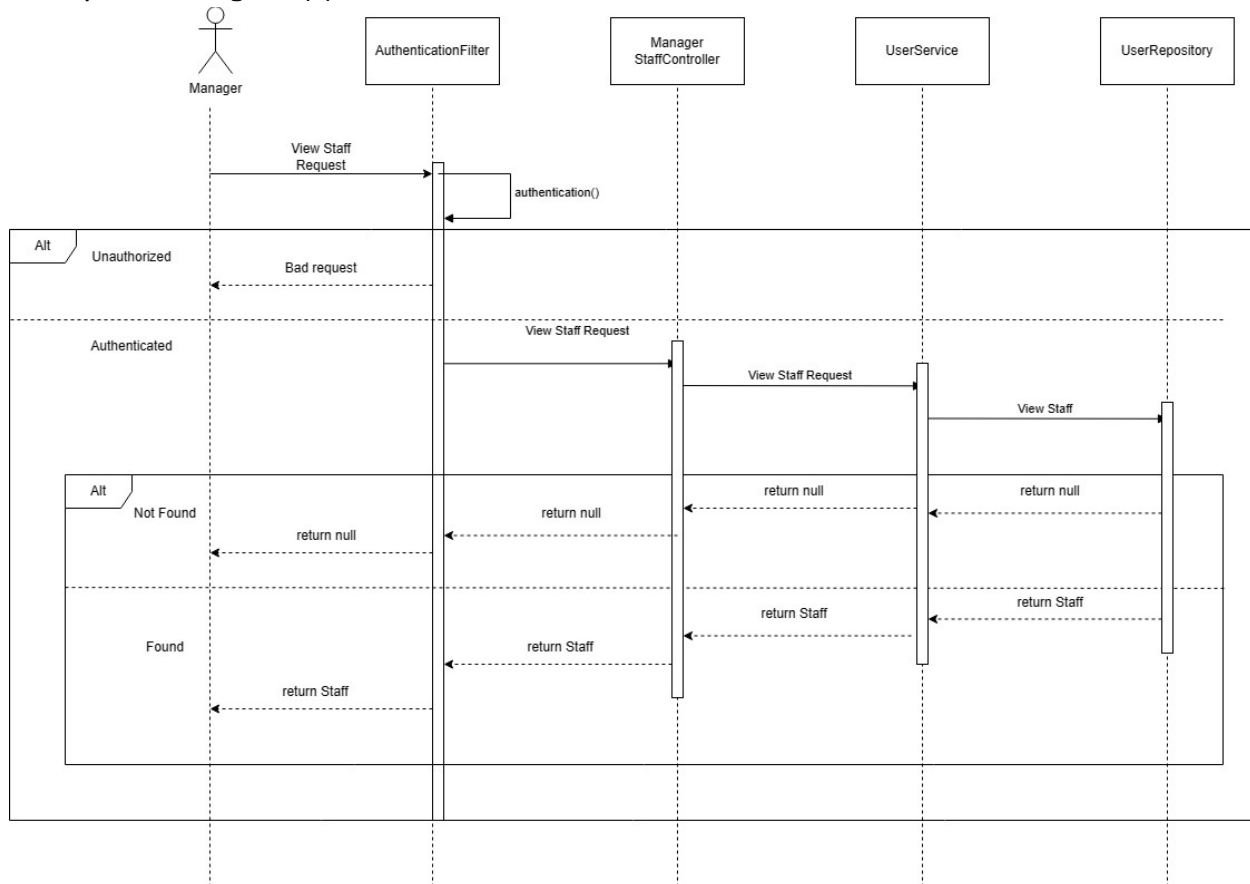 Manager
AuthenticationFilter
Manager
StaffController
UserService
UserRepository
View Staff
Request
authentication()
Alt
Unauthorized
Bad request
Authenticated
View Staff Request
View Staff Request
View Staff
Alt
Not Found
return null
return null
return null
return null
Found
return Staff
return Staff
return Staff
return Staff